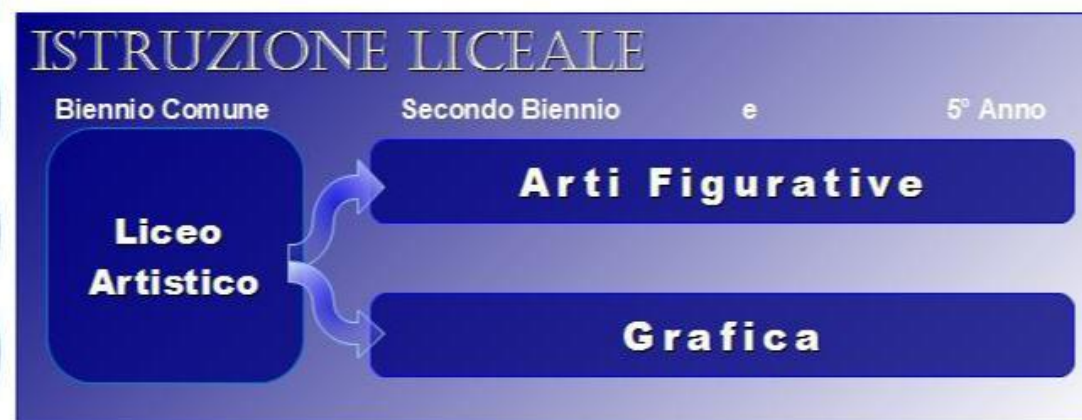 ISTRUZIONE LICEALE
Biennio Comune Secondo Biennio e 5° Anno
Liceo
Artistico
Arti Figurative
Grafica